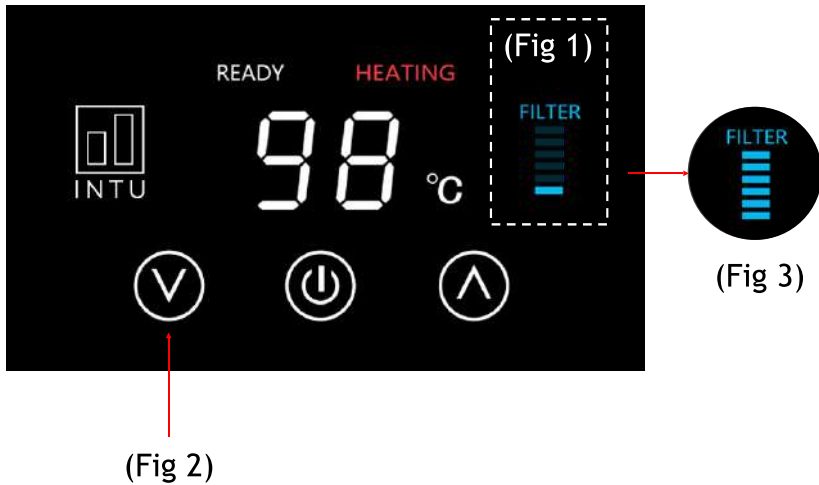 (Fig 1)
READY HEATING
FILTER
98 °C
INTU
FILTER
(Fig 3)
(Fig 2)